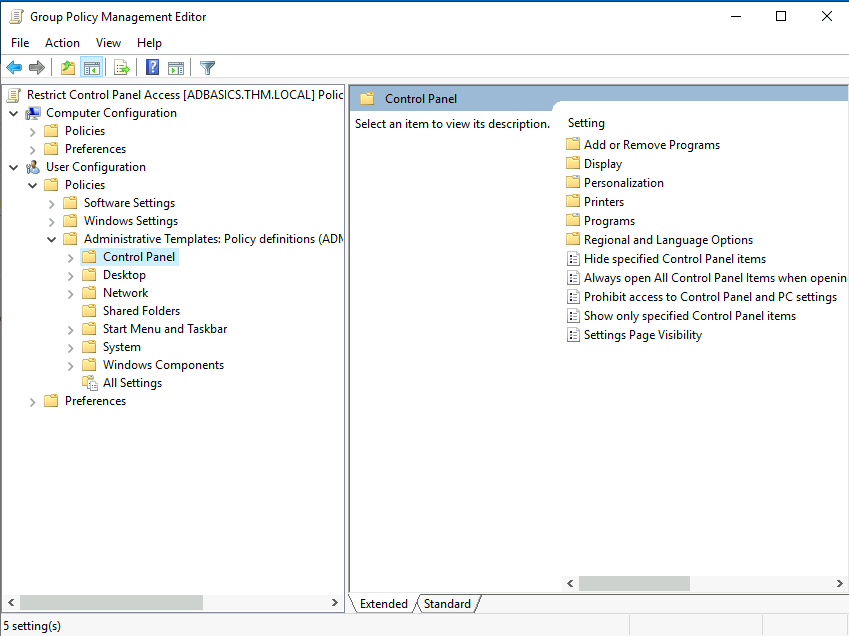 Group Policy Management Editor
File Action View Help
Restrict Control Panel Access [ADBASICS.THM.LOCAL] Polic
Computer Configuration
Policies
Preferences
User Configuration
Policies
Software Settings
Windows Settings
Administrative Templates: Policy definitions (ADM
Control Panel
Desktop
Network
Shared Folders
Start Menu and Taskbar
System
Windows Components
All Settings
Preferences
Control Panel
Select an item to view its description.
Setting
Add or Remove Programs
Display
Personalization
Printers
Programs
Regional and Language Options
Hide specified Control Panel items
Always open All Control Panel Items when openin
Prohibit access to Control Panel and PC settings
Show only specified Control Panel items
Settings Page Visibility
Extended Standard
5 setting(s)